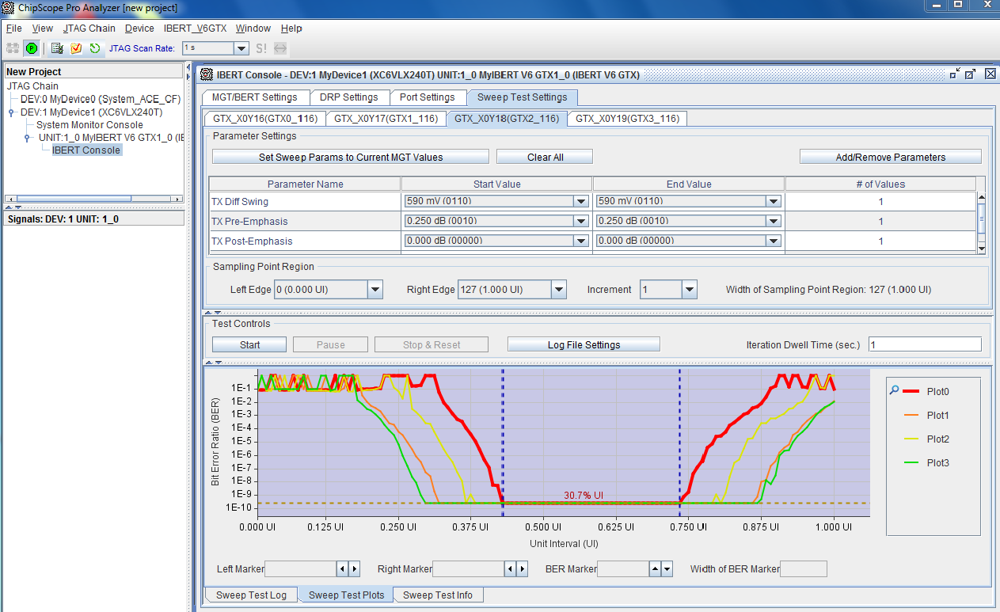 ChipScope Pro Analyzer [new project]
File View JTAG Chain Device IBERT_V6GTX Window Help
JTAG Scan Rate: 1 s S!
New Project
JTAG Chain
DEV:0 MyDevice0 (System_ACE_CF)
DEV:1 MyDevice1 (XC6VLX240T)
System Monitor Console
UNIT:1_0 MyIBERT V6 GTX1_0 (IE
IBERT Console
Signals: DEV: 1 UNIT: 1_0
IBERT Console - DEV:1 MyDevice1 (XC6VLX240T) UNIT:1_0 MyIBERT V6 GTX1_0 (IBERT V6 GTX)
MGT/BERT Settings DRP Settings Port Settings Sweep Test Settings
GTX_X0Y16(GTX0_116) GTX_X0Y17(GTX1_116) GTX_X0Y18(GTX2_116) GTX_X0Y19(GTX3_116)
Parameter Settings
Set Sweep Params to Current MGT Values Clear All Add/Remove Parameters
Parameter Name Start Value End Value # of Values
TX Diff Swing 590 mV (0110) 590 mV (0110) 1
TX Pre-Emphasis 0.250 dB (0010) 0.250 dB (0010) 1
TX Post-Emphasis 0.000 dB (00000) 0.000 dB (00000) 1
Sampling Point Region
Left Edge 0 (0.000 UI) Right Edge 127 (1.000 UI) Increment 1 Width of Sampling Point Region: 127 (1.000 UI)
Test Controls
Start Pause Stop & Reset Log File Settings Iteration Dwell Time (sec.) 1
Bit Error Ratio (BER)
1E-1
1E-2
1E-3
1E-4
1E-5
1E-6
1E-7
1E-8
1E-9
1E-10
30.7% UI
0.000 UI 0.125 UI 0.250 UI 0.375 UI 0.500 UI 0.625 UI 0.750 UI 0.875 UI 1.000 UI
Unit Interval (UI)
Plot0
Plot1
Plot2
Plot3
Left Marker Right Marker BER Marker Width of BER Marker
Sweep Test Log Sweep Test Plots Sweep Test Info